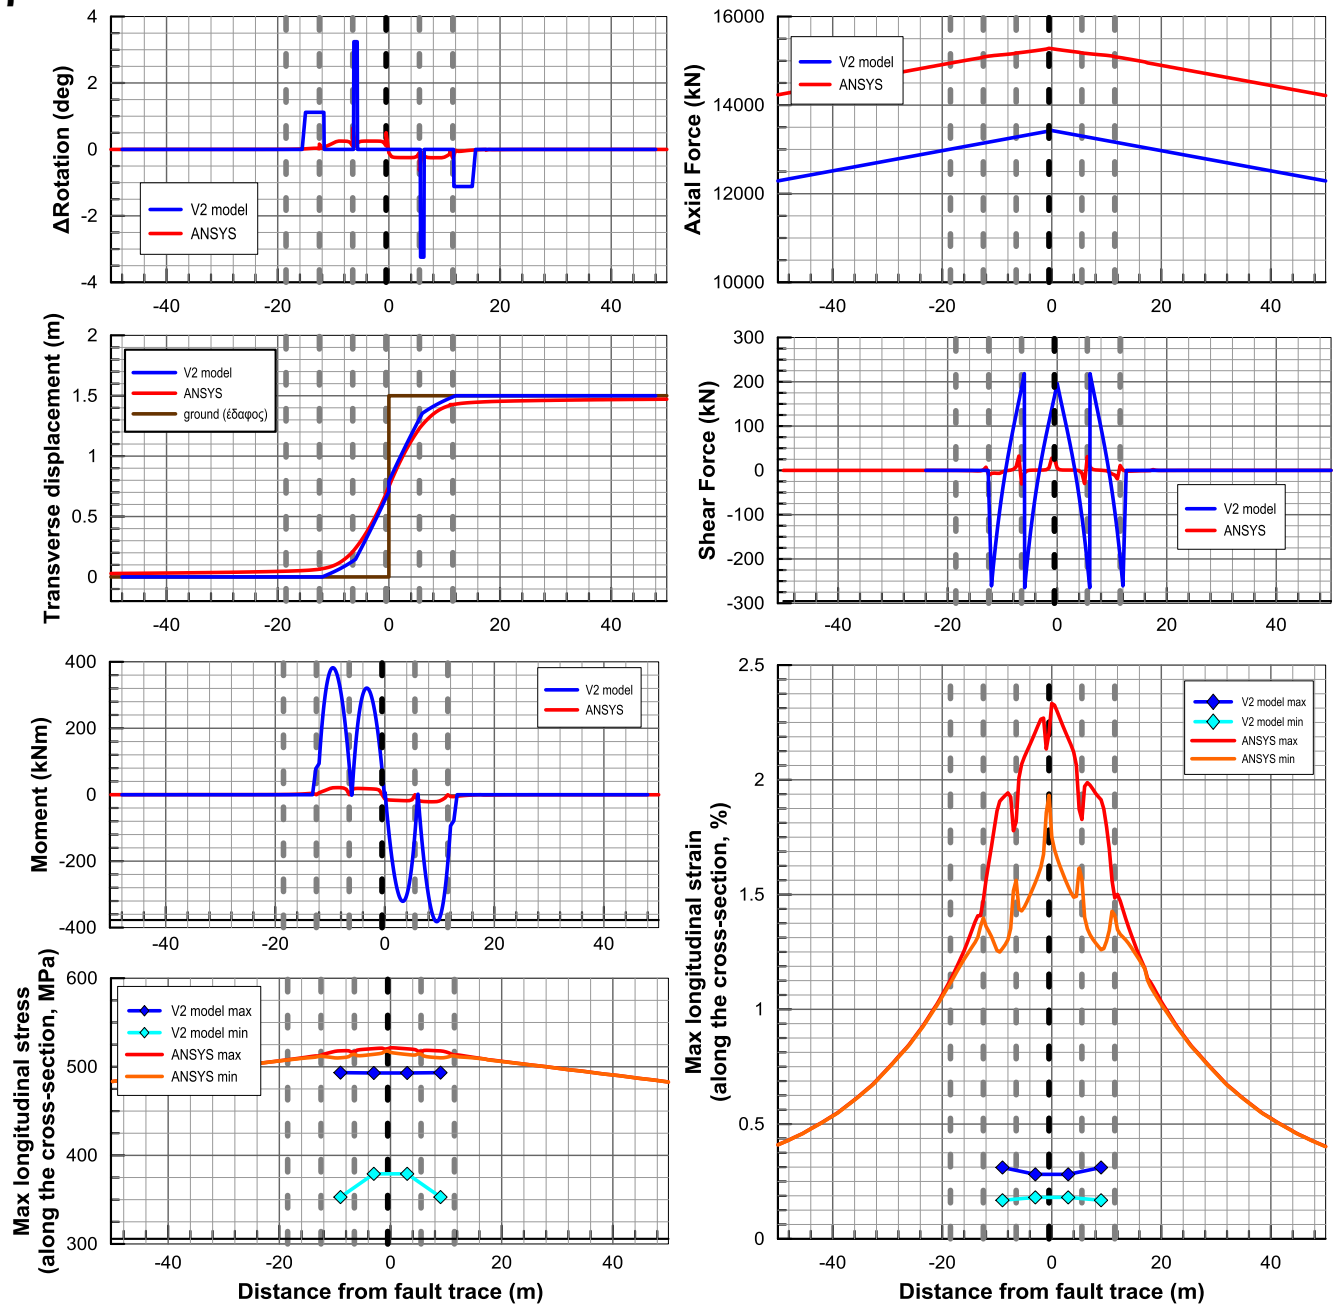 ΔRotation (deg)
4
2
0
-2
-4
V2 model
ANSYS
-40
-20
0
20
40
Axial Force (kN)
16000
14000
12000
10000
V2 model
ANSYS
-40
-20
0
20
40
Transverse displacement (m)
2
1.5
1
0.5
0
V2 model
ANSYS
ground (έδαφος)
-40
-20
0
20
40
Shear Force (kN)
300
200
100
0
-100
-200
-300
V2 model
ANSYS
-40
-20
0
20
40
Moment (kNm)
400
200
0
-200
-400
V2 model
ANSYS
-40
-20
0
20
40
Max longitudinal stress
(along the cross-section, MPa)
600
500
400
300
V2 model max
V2 model min
ANSYS max
ANSYS min
-40
-20
0
20
40
Distance from fault trace (m)
Max longitudinal strain
(along the cross-section, %)
2.5
2
1.5
1
0.5
0
V2 model max
V2 model min
ANSYS max
ANSYS min
-40
-20
0
20
40
Distance from fault trace (m)